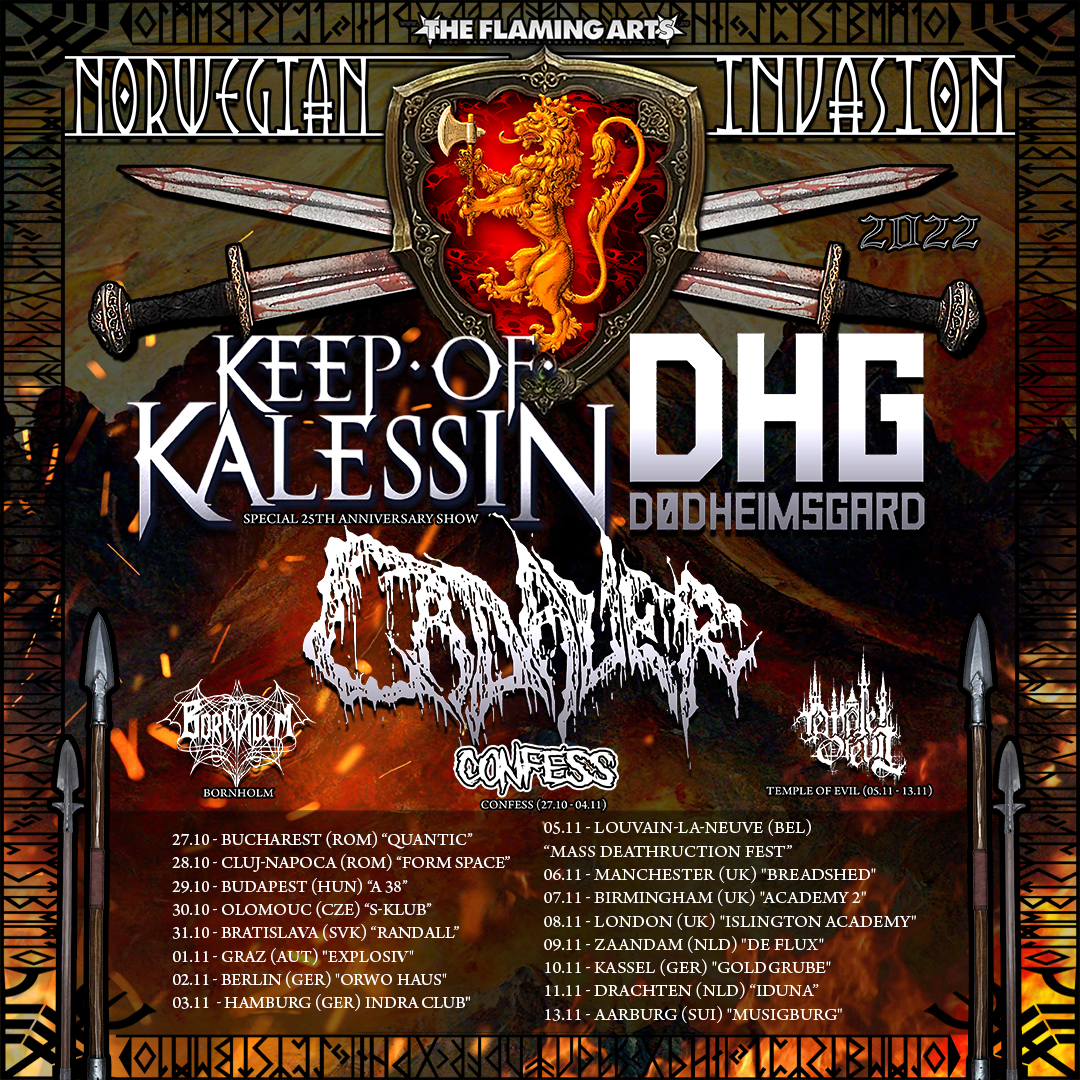 THE FLAMING ARTS
NORWEGIAN INVASION
2022
KEEP·OF·
KALESSIN
SPECIAL 25TH ANNIVERSARY SHOW
DHG
DØDHEIMSGARD
CADAVER
BORNHOLM
BORNHOLM
CONFESS
CONFESS (27.10 - 04.11)
Temple
Of Evil
TEMPLE OF EVIL (05.11 - 13.11)
27.10 - BUCHAREST (ROM) “QUANTIC”
28.10 - CLUJ-NAPOCA (ROM) “FORM SPACE”
29.10 - BUDAPEST (HUN) “A 38”
30.10 - OLOMOUC (CZE) “S-KLUB”
31.10 - BRATISLAVA (SVK) “RANDALL”
01.11 - GRAZ (AUT) "EXPLOSIV"
02.11 - BERLIN (GER) "ORWO HAUS"
03.11 - HAMBURG (GER) INDRA CLUB"
05.11 - LOUVAIN-LA-NEUVE (BEL)
“MASS DEATHRUCTION FEST”
06.11 - MANCHESTER (UK) "BREADSHED"
07.11 - BIRMINGHAM (UK) "ACADEMY 2"
08.11 - LONDON (UK) "ISLINGTON ACADEMY"
09.11 - ZAANDAM (NLD) "DE FLUX"
10.11 - KASSEL (GER) "GOLDGRUBE"
11.11 - DRACHTEN (NLD) “IDUNA”
13.11 - AARBURG (SUI) "MUSIGBURG"